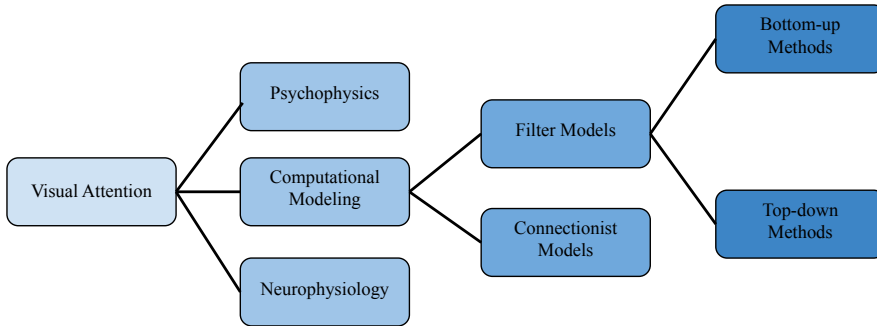 Visual Attention
Psychophysics
Computational
Modeling
Neurophysiology
Filter Models
Connectionist
Models
Bottom-up
Methods
Top-down
Methods